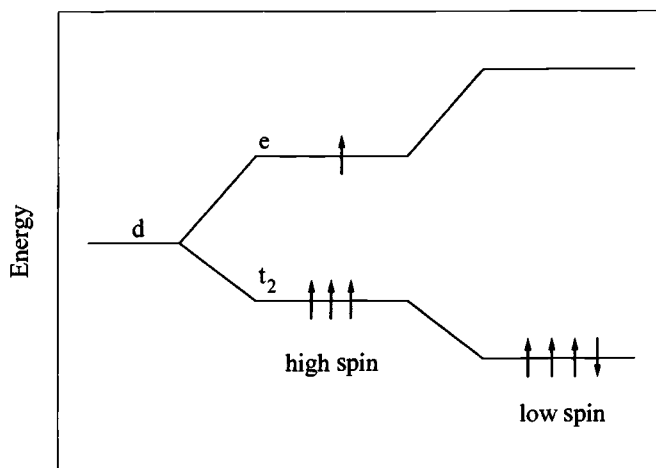 e
d
t₂
high spin
low spin
Energy